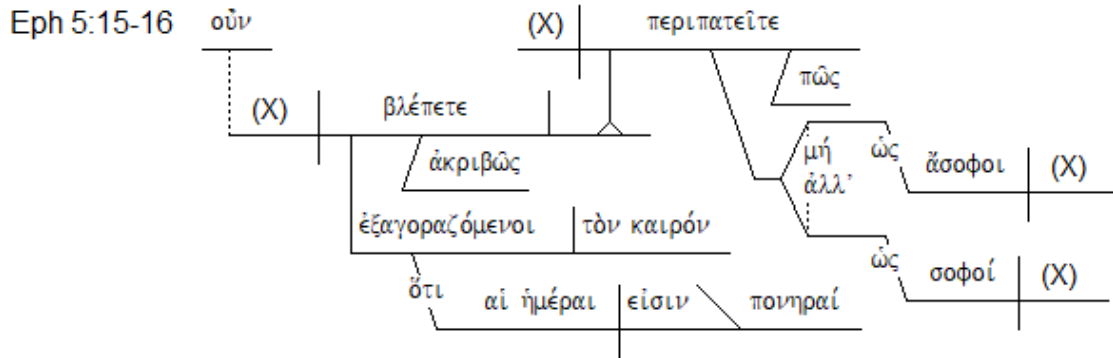 Eph 5:15-16 οὖν (X) περιπατεῖτε
πῶς
(X) βλέπετε
ἀκριβῶς
μή ὡς ἄσοφοι (X)
ἀλλ'
ἐξαγοραζόμενοι τὸν καιρόν
ὡς σοφοί (X)
ὅτι αἱ ἡμέραι εἰσιν πονηραί